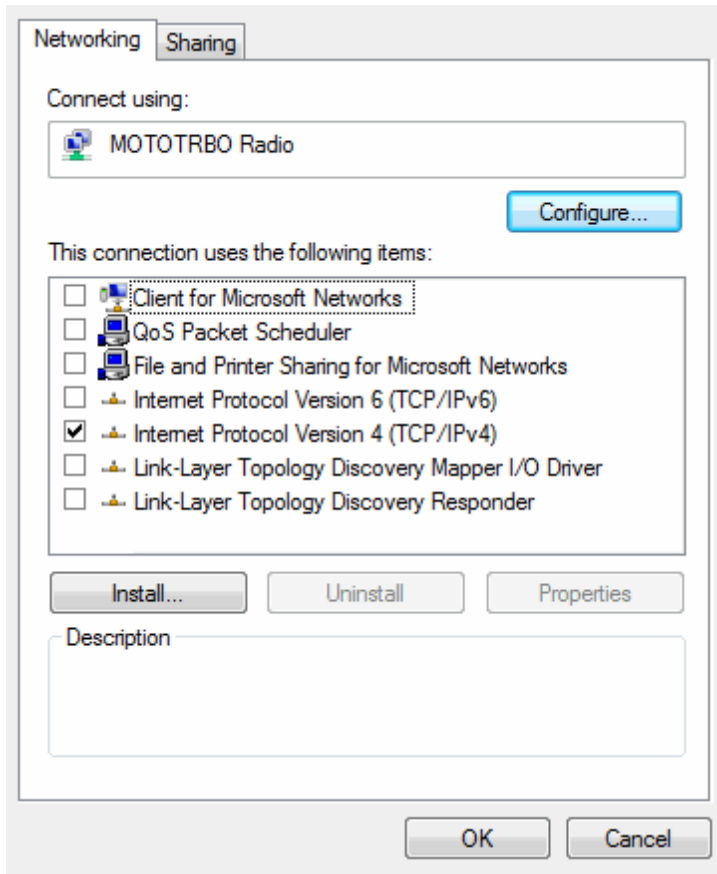 Networking
Sharing
Connect using:
MOTOTRBO Radio
Configure...
This connection uses the following items:
Client for Microsoft Networks
QoS Packet Scheduler
File and Printer Sharing for Microsoft Networks
Internet Protocol Version 6 (TCP/IPv6)
Internet Protocol Version 4 (TCP/IPv4)
Link-Layer Topology Discovery Mapper I/O Driver
Link-Layer Topology Discovery Responder
Install...
Uninstall
Properties
Description
OK
Cancel